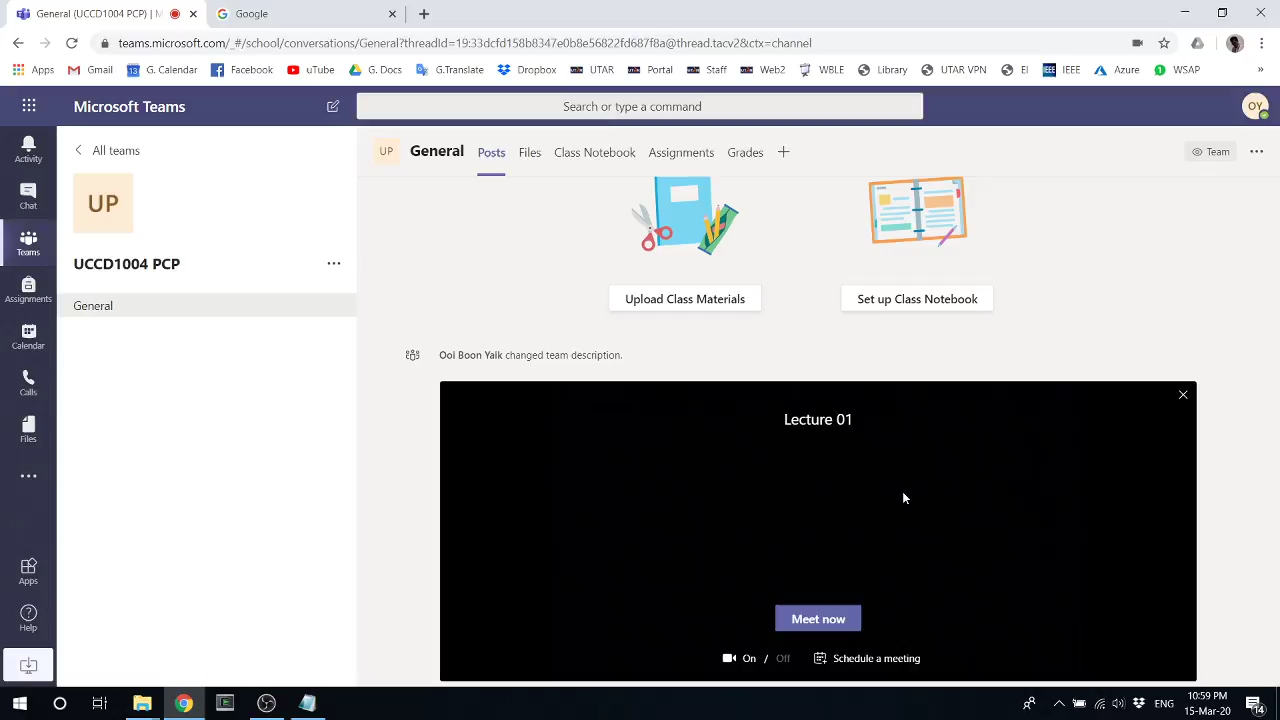 General (UCCD1004 PCP) | M
Google
teams.microsoft.com/_#/school/conversations/General?threadId=19:33dcfd158b8347e0b8e56822fd687f8a@thread.tacv2&ctx=channel
Apps Gmail G. Calendar Facebook uTube G. Docs G.Translate Dropbox UTAR Portal Staff Web2 WBLE Library UTAR VPN EI IEEE Azure WSAP »
Microsoft Teams
Search or type a command
OY
Activity
Chat
Teams
Assignments
Calendar
Calls
Files
Apps
Help
All teams
UP
UCCD1004 PCP
General
UP General Posts Files Class Notebook Assignments Grades Team
Upload Class Materials
Set up Class Notebook
Ooi Boon Yaik changed team description.
Lecture 01
Meet now
On / Off Schedule a meeting
ENG
10:59 PM
15-Mar-20